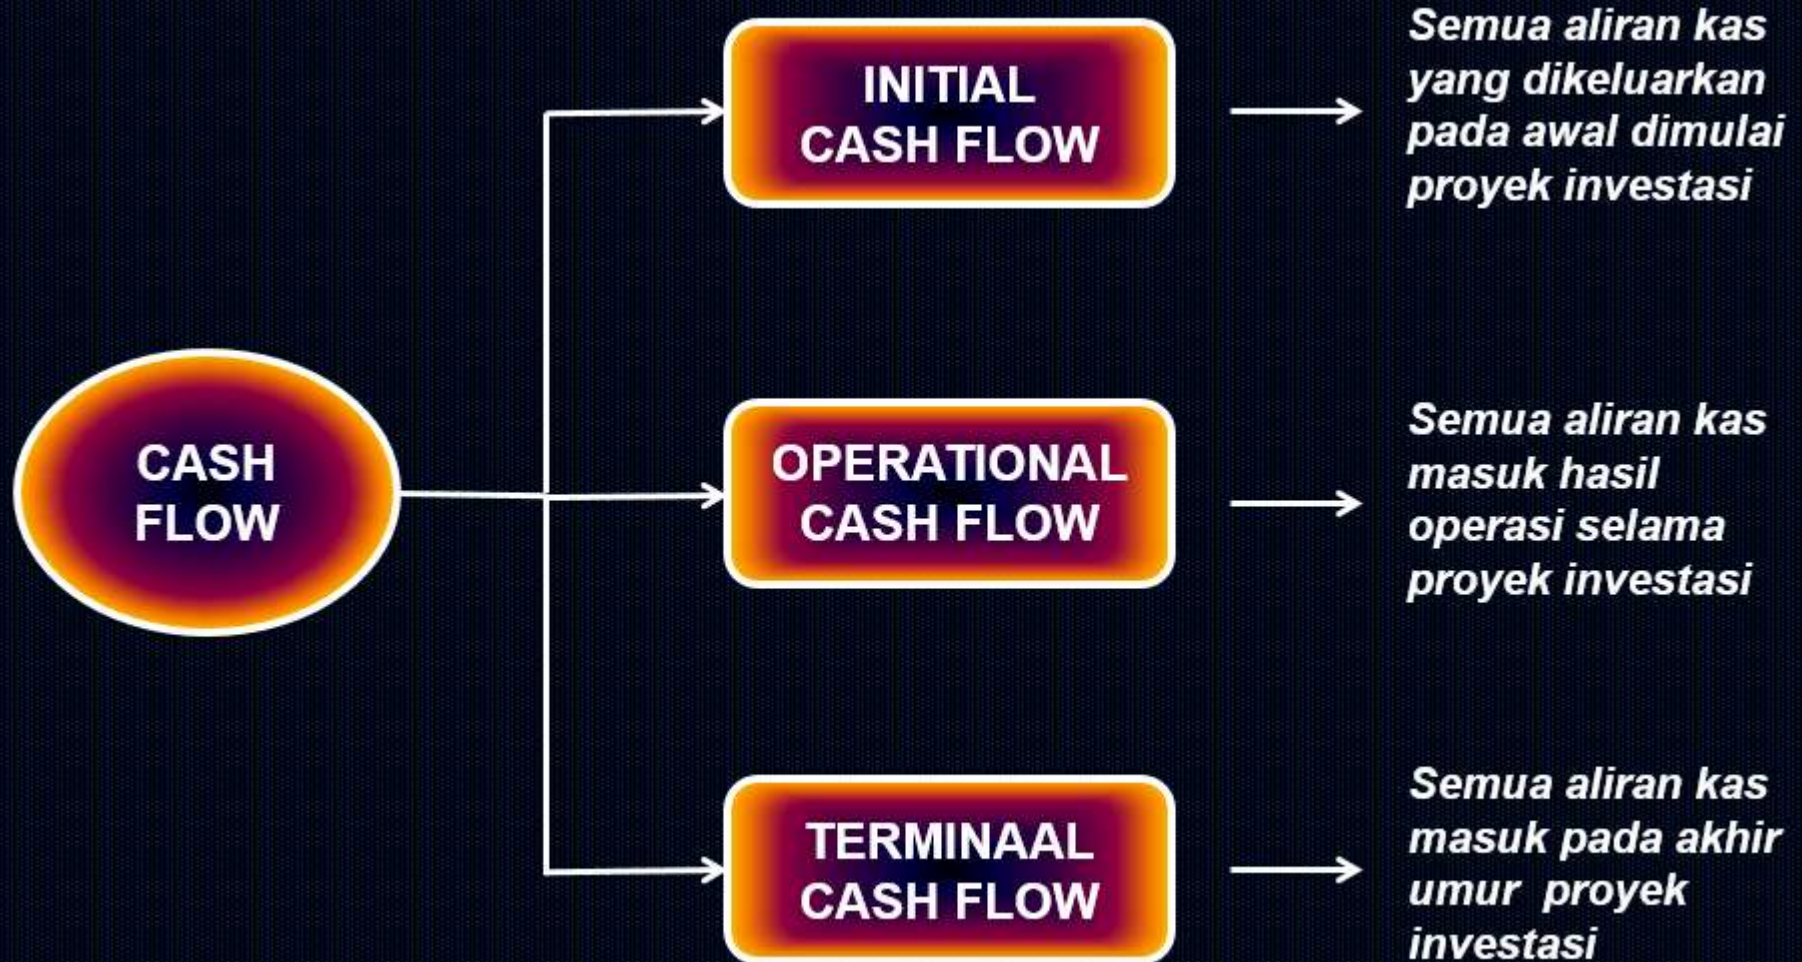 CASH
FLOW
INITIAL
CASH FLOW
Semua aliran kas
yang dikeluarkan
pada awal dimulai
proyek investasi
OPERATIONAL
CASH FLOW
Semua aliran kas
masuk hasil
operasi selama
proyek investasi
TERMINAAL
CASH FLOW
Semua aliran kas
masuk pada akhir
umur proyek
investasi